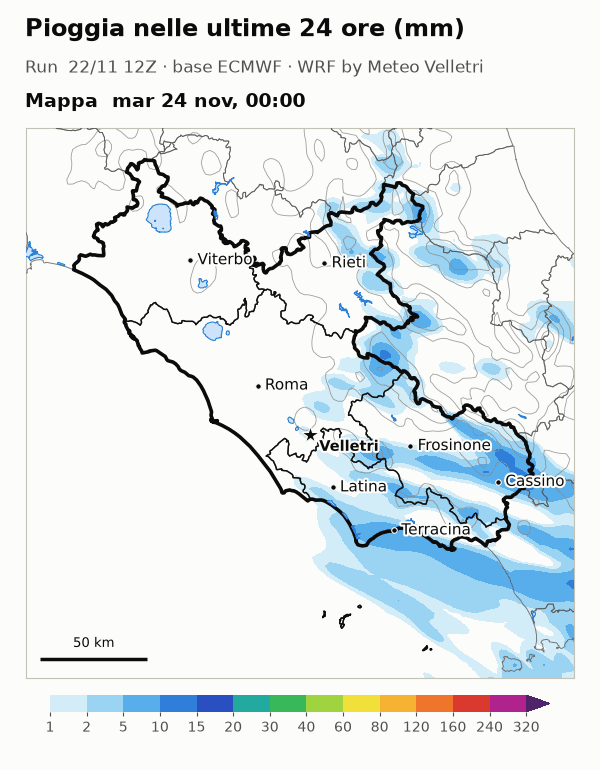 Pioggia nelle ultime 24 ore (mm)
Run  22/11 12Z · base ECMWF · WRF by Meteo Velletri
Mappa  mar 24 nov, 00:00
Viterbo
Rieti
Roma
Velletri
Frosinone
Cassino
Latina
Terracina
50 km
1 2 5 10 15 20 30 40 60 80 120 160 240 320